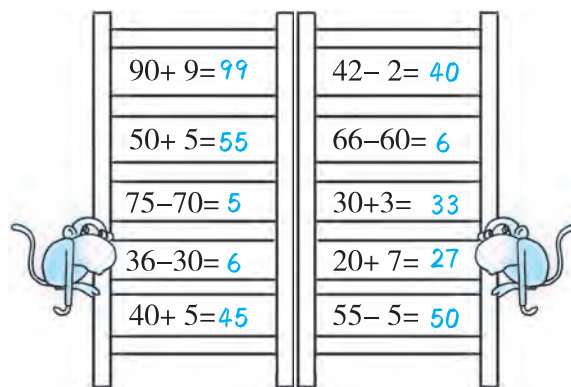 90+ 9=99
50+ 5=55
75–70= 5
36–30= 6
40+ 5=45
42– 2= 40
66–60= 6
30+3= 33
20+ 7= 27
55– 5= 50